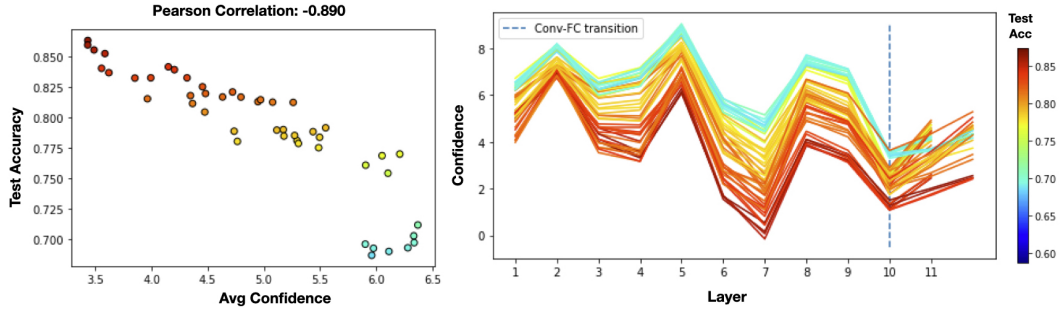 Pearson Correlation: -0.890
Test Accuracy
0.850
0.825
0.800
0.775
0.750
0.725
0.700
3.5 4.0 4.5 5.0 5.5 6.0 6.5
Avg Confidence
Conv-FC transition
Confidence
8
6
4
2
0
1 2 3 4 5 6 7 8 9 10 11
Layer
Test
Acc
0.85
0.80
0.75
0.70
0.65
0.60